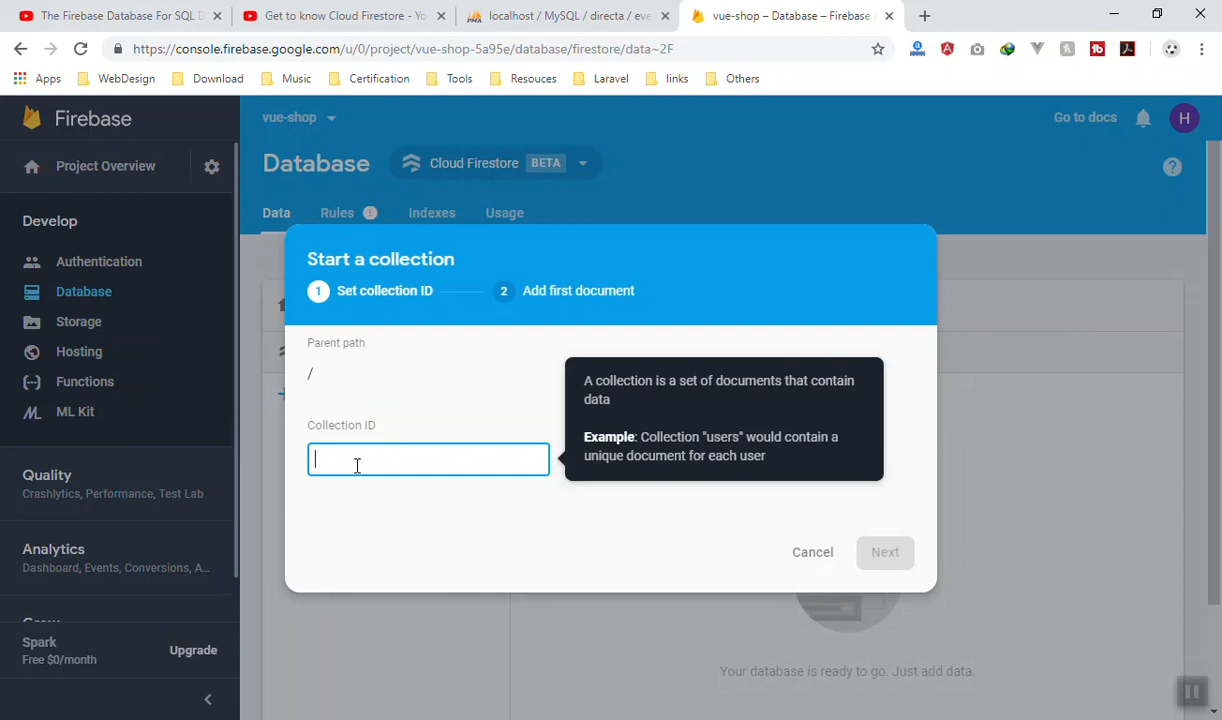 The Firebase Database For SQL D
Get to know Cloud Firestore - Yo
localhost / MySQL / directa / eve
vue-shop – Database – Firebase
https://console.firebase.google.com/u/0/project/vue-shop-5a95e/database/firestore/data~2F
Apps
WebDesign
Download
Music
Certification
Tools
Resouces
Laravel
links
Others
Firebase
vue-shop
Go to docs
H
Project Overview
Database
Cloud Firestore
BETA
Data
Rules
Indexes
Usage
Develop
Authentication
Database
Storage
Hosting
Functions
ML Kit
Quality
Crashlytics, Performance, Test Lab
Analytics
Dashboard, Events, Conversions, A...
Spark
Free $0/month
Upgrade
Start a collection
1 Set collection ID
2 Add first document
Parent path
/
Collection ID
A collection is a set of documents that contain
data
Example: Collection "users" would contain a
unique document for each user
Cancel
Next
Your database is ready to go. Just add data.